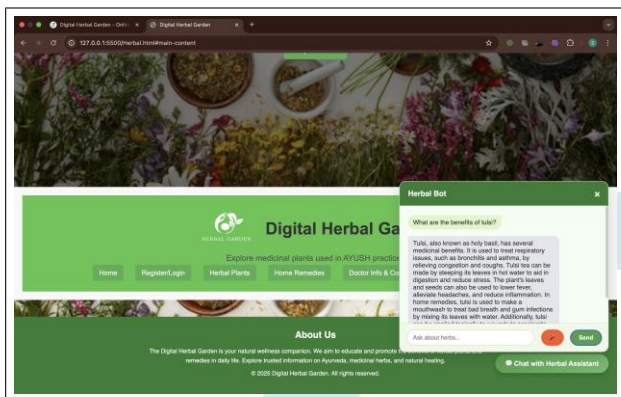 Digital Herbal Garden - Onlin
Digital Herbal Garden
127.0.0.1:5500/Herbal.html#main-content
HERBAL GARDEN
Digital Herbal Ga
Explore medicinal plants used in AYUSH practice
Home
Register/Login
Herbal Plants
Home Remedies
Doctor Info & Co
Herbal Bot
What are the benefits of tulsi?
Tulsi, also known as holy basil, has several
medicinal benefits. It is used to treat respiratory
issues, such as bronchitis and asthma, by
relieving congestion and coughs. Tulsi tea can be
made by steeping its leaves in hot water to aid in
digestion and reduce stress. The plant's leaves
and seeds can also be used to lower fever,
alleviate headaches, and reduce inflammation. In
home remedies, tulsi is used to make a
mouthwash to treat bad breath and gum infections
by mixing its leaves with water. Additionally, tulsi
Ask about herbs...
Send
Chat with Herbal Assistant
About Us
The Digital Herbal Garden is your natural wellness companion. We aim to educate and promote
remedies in daily life. Explore trusted information on Ayurveda, medicinal herbs, and natural healing.
© 2025 Digital Herbal Garden. All rights reserved.